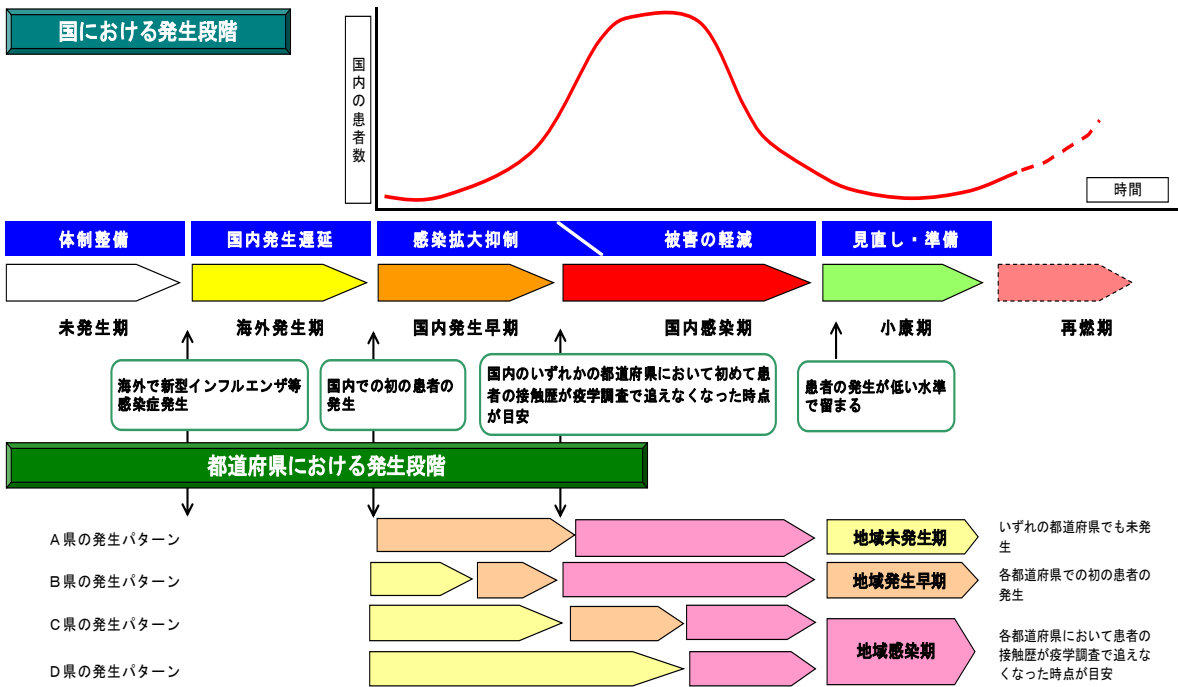 国における発生段階
国内の患者数
時間
体制整備
国内発生遅延
感染拡大抑制
被害の軽減
見直し・準備
未発生期
海外発生期
国内発生早期
国内感染期
小康期
再燃期
海外で新型インフルエンザ等
感染症発生
国内での初の患者の
発生
国内のいずれかの都道府県において初めて患
者の接触歴が疫学調査で追えなくなった時点
が目安
患者の発生が低い水準
で留まる
都道府県における発生段階
A県の発生パターン
B県の発生パターン
C県の発生パターン
D県の発生パターン
地域未発生期
いずれの都道府県でも未発
生
地域発生早期
各都道府県での初の患者の
発生
地域感染期
各都道府県において患者の
接触歴が疫学調査で追えな
くなった時点が目安